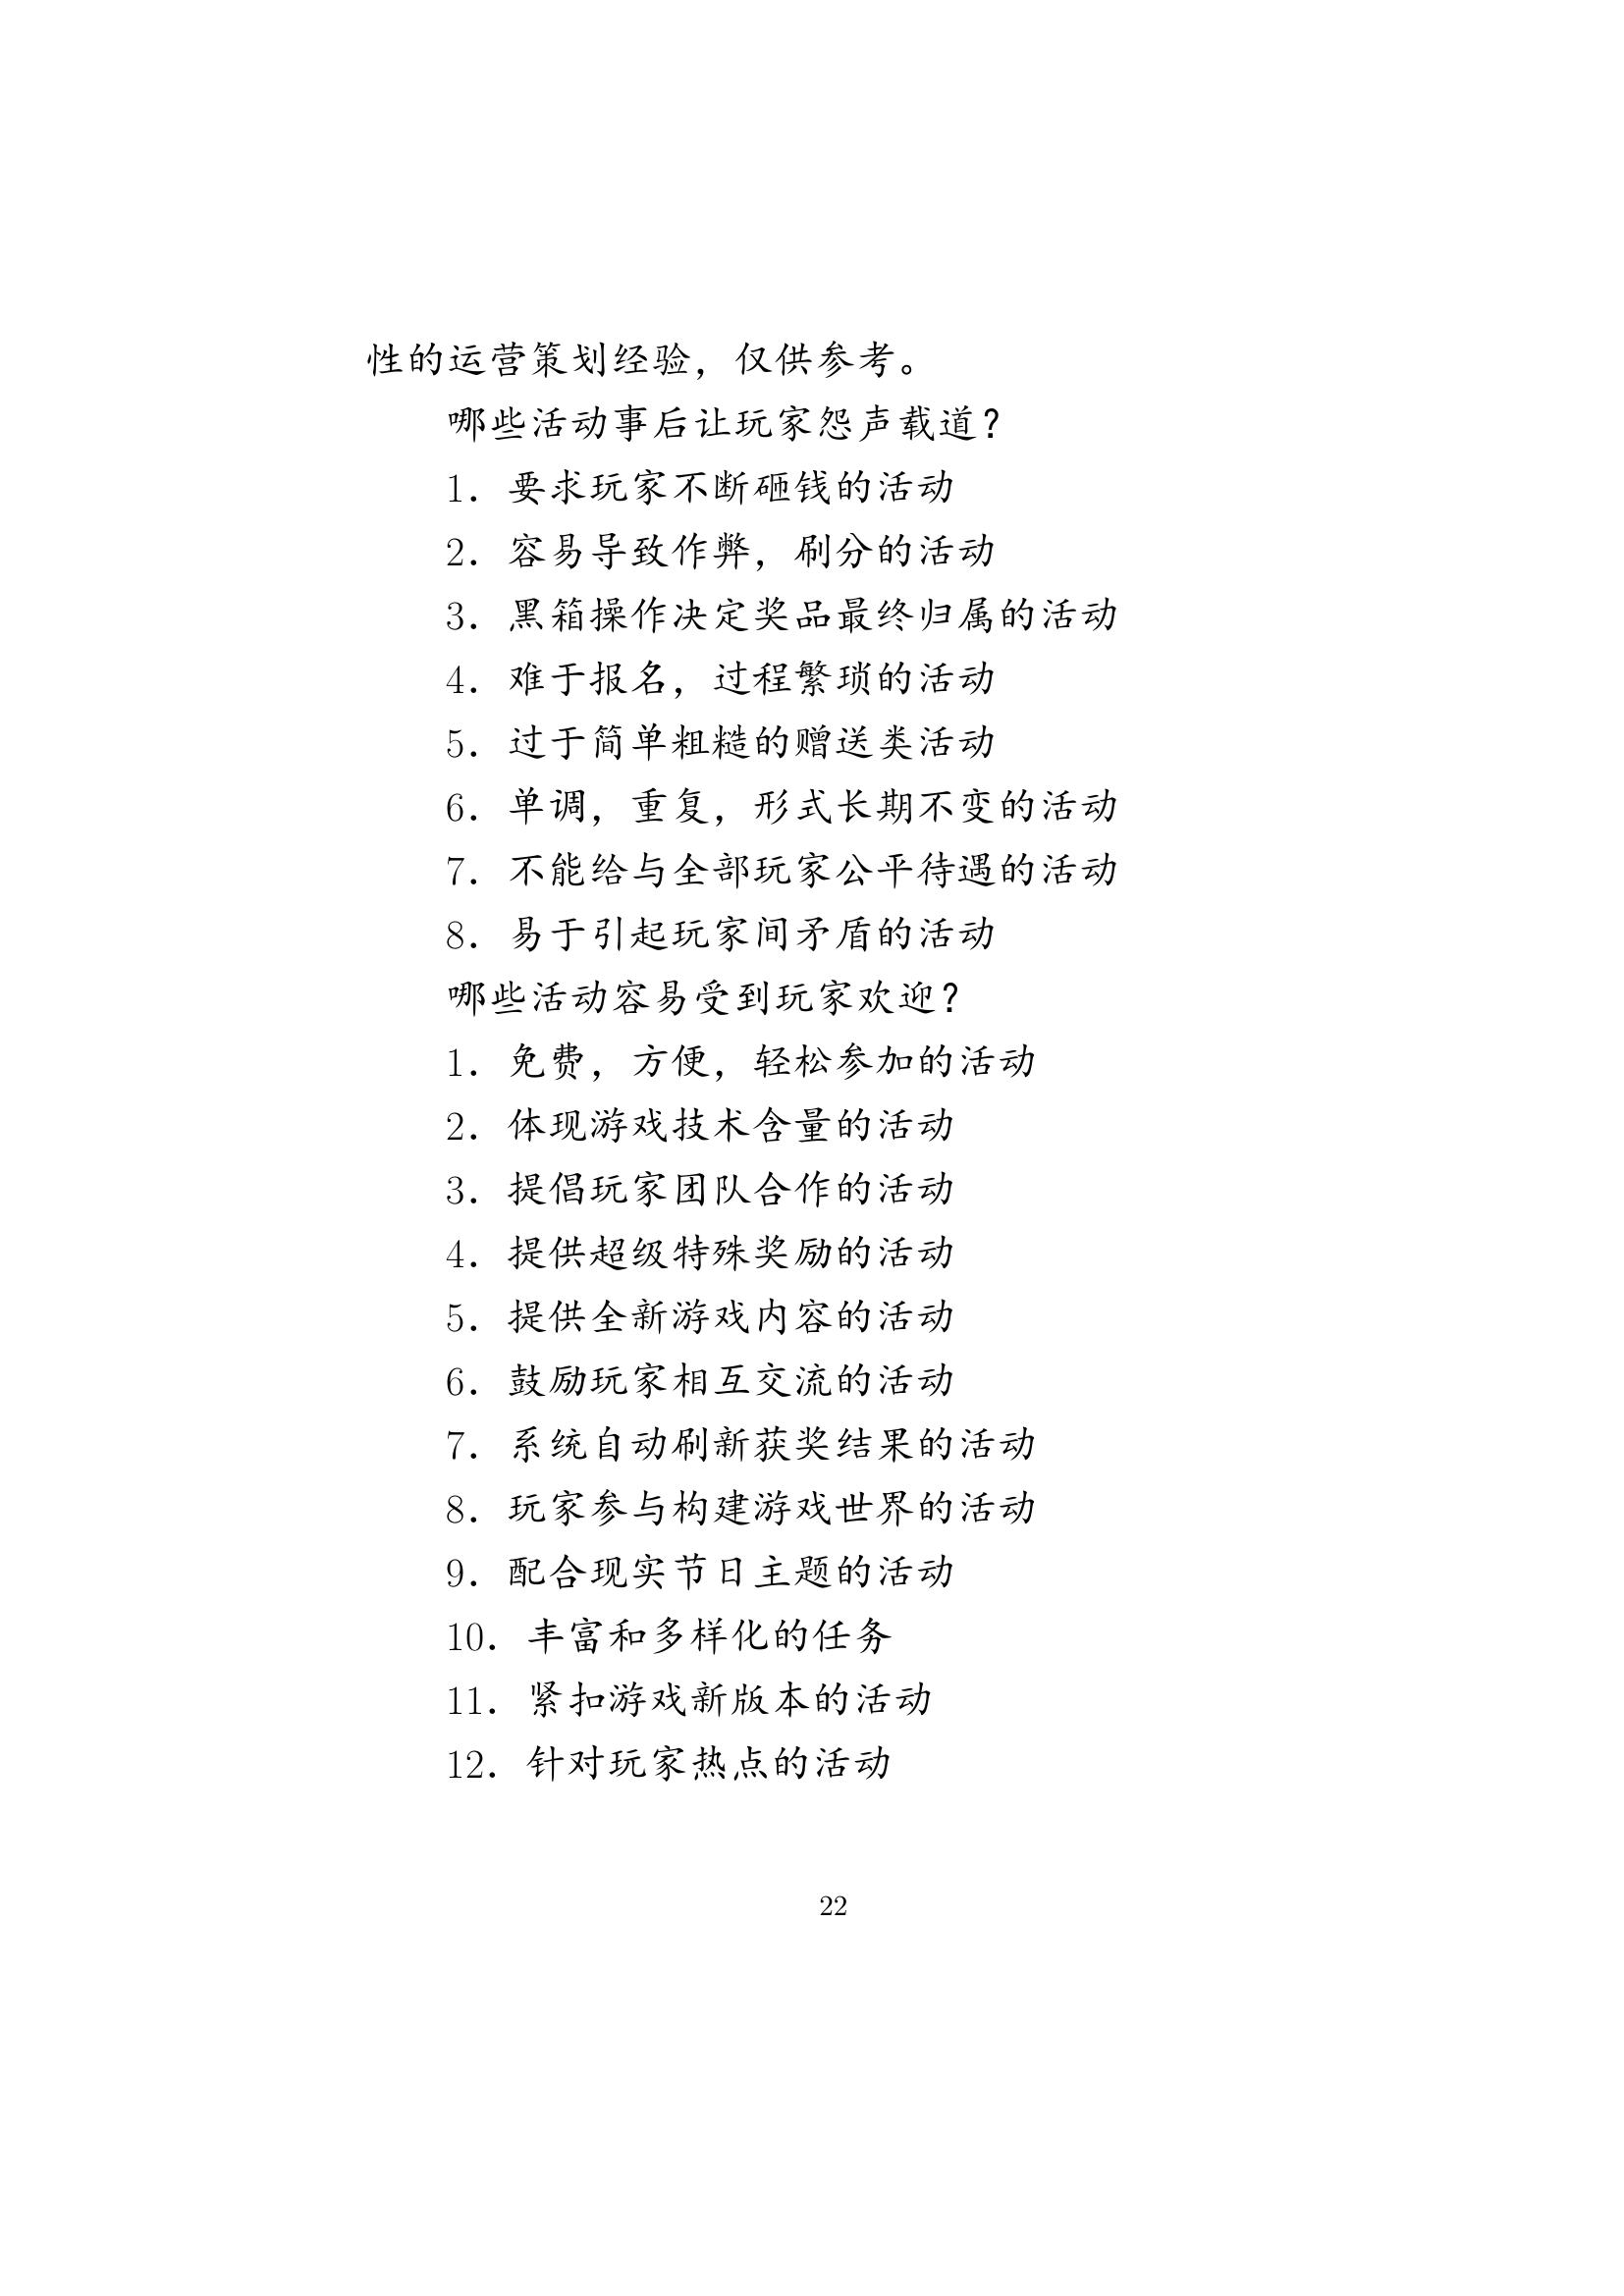 性的运营策划经验，仅供参考。
哪些活动事后让玩家怨声载道？
1．要求玩家不断砸钱的活动
2．容易导致作弊，刷分的活动
3．黑箱操作决定奖品最终归属的活动
4．难于报名，过程繁琐的活动
5．过于简单粗糙的赠送类活动
6．单调，重复，形式长期不变的活动
7．不能给与全部玩家公平待遇的活动
8．易于引起玩家间矛盾的活动
哪些活动容易受到玩家欢迎？
1．免费，方便，轻松参加的活动
2．体现游戏技术含量的活动
3．提倡玩家团队合作的活动
4．提供超级特殊奖励的活动
5．提供全新游戏内容的活动
6．鼓励玩家相互交流的活动
7．系统自动刷新获奖结果的活动
8．玩家参与构建游戏世界的活动
9．配合现实节日主题的活动
10．丰富和多样化的任务
11．紧扣游戏新版本的活动
12．针对玩家热点的活动
22